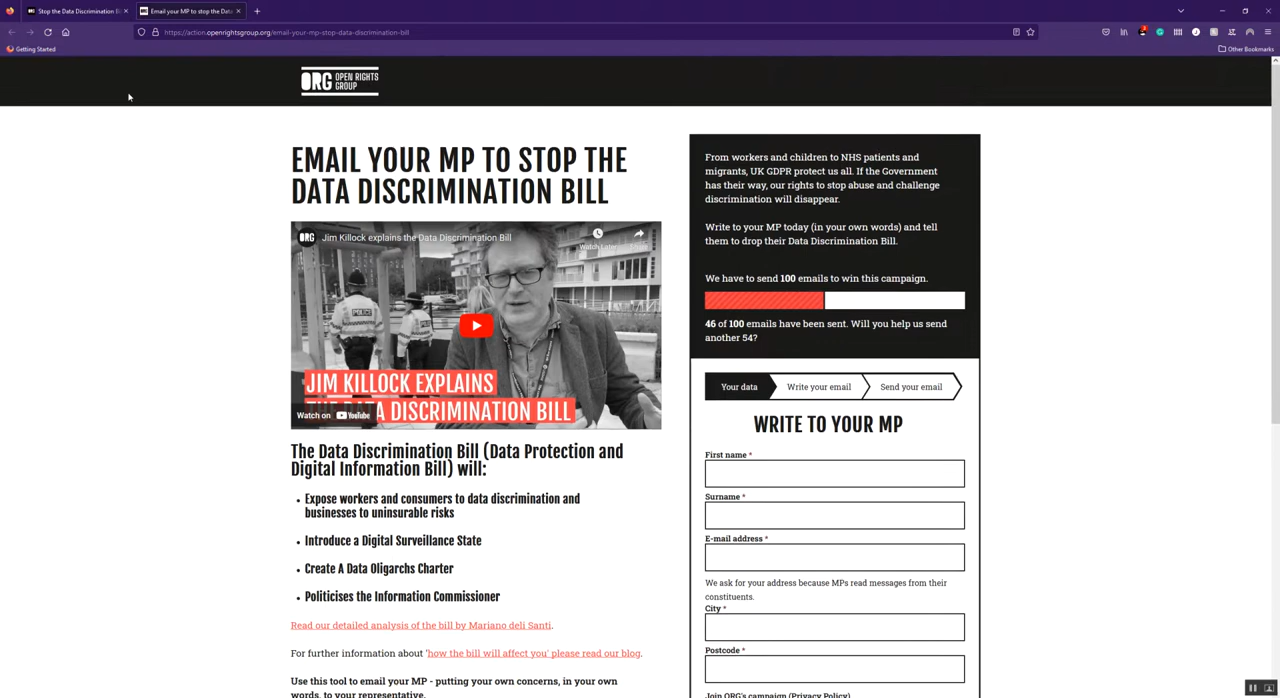 Stop the Data Discrimination Bi
Email your MP to stop the Data
https://action.openrightsgroup.org/email-your-mp-stop-data-discrimination-bill
Getting Started
Other Bookmarks
ORG OPEN RIGHTS
GROUP
EMAIL YOUR MP TO STOP THE
DATA DISCRIMINATION BILL
ORG Jim Killock explains the Data Discrimination Bill
Watch Later
POLICE
JIM KILLOCK EXPLAINS
DATA DISCRIMINATION BILL
Watch on YouTube
The Data Discrimination Bill (Data Protection and
Digital Information Bill) will:
• Expose workers and consumers to data discrimination and
businesses to uninsurable risks
• Introduce a Digital Surveillance State
• Create A Data Oligarchs Charter
• Politicises the Information Commissioner
Read our detailed analysis of the bill by Mariano deli Santi.
For further information about 'how the bill will affect you' please read our blog.
Use this tool to email your MP - putting your own concerns, in your own
words, to your representative.
From workers and children to NHS patients and
migrants, UK GDPR protect us all. If the Government
has their way, our rights to stop abuse and challenge
discrimination will disappear.
Write to your MP today (in your own words) and tell
them to drop their Data Discrimination Bill.
We have to send 100 emails to win this campaign.
46 of 100 emails have been sent. Will you help us send
another 54?
Your data
Write your email
Send your email
WRITE TO YOUR MP
First name *
Surname *
E-mail address *
We ask for your address because MPs read messages from their
constituents.
City *
Postcode *
Join ORG's campaign (Privacy Policy)